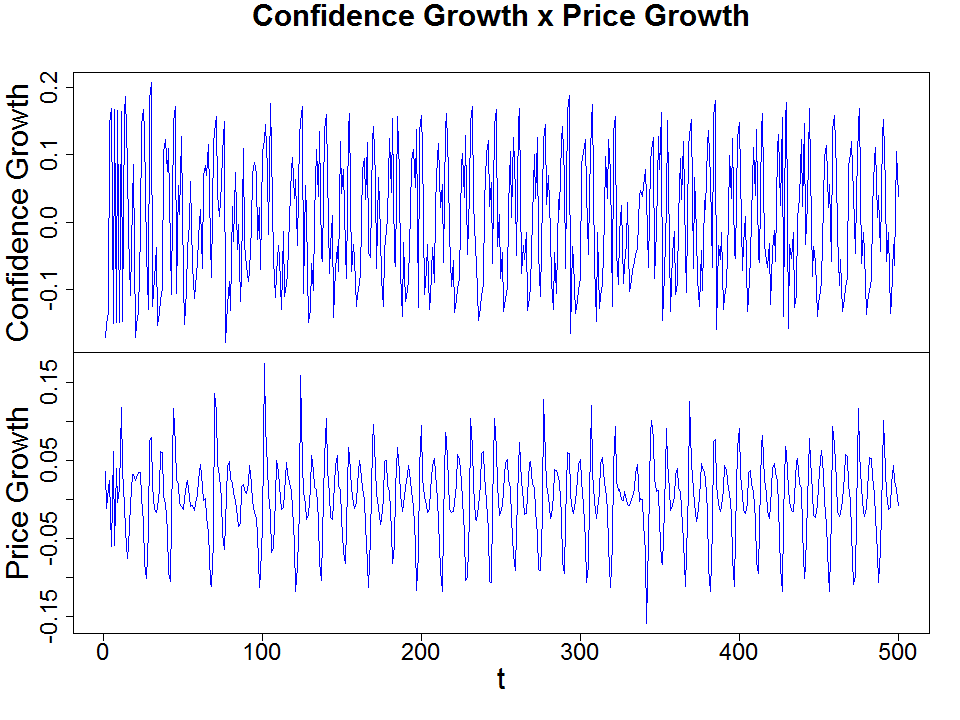 Confidence Growth x Price Growth
Confidence Growth
0.2
0.1
0.0
-0.1
Price Growth
0.15
0.05
-0.05
-0.15
0 100 200 300 400 500
t